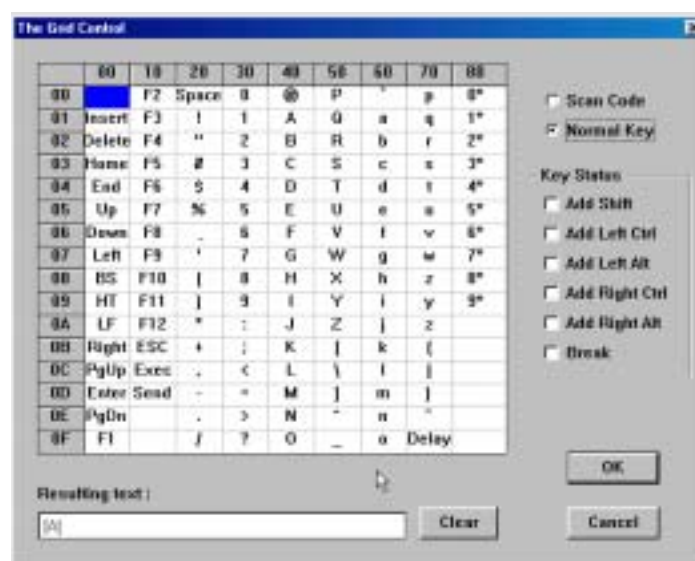 The Grid Control
00 10 20 30 40 50 60 70 80
00 F2 Space 0 @ P ` p 0*
01 Insert F3 ! 1 A Q a q 1*
02 Delete F4 " 2 B R b r 2*
03 Home F5 # 3 C S c s 3*
04 End F6 $ 4 D T d t 4*
05 Up F7 % 5 E U e u 5*
06 Down F8 6 F V f v 6*
07 Left F9 ' 7 G W g w 7*
08 BS F10 ( 8 H X h 8*
09 HT F11 ) 9 I Y i y 9*
0A LF F12 * : J Z j z
0B Right ESC + ; K [ k {
0C PgUp Exec , < L \ l |
0D Enter Send - = M ] m }
0E PgDn . > N n
0F F1 / ? O _ o Delay
Scan Code
Normal Key
Key Status
Add Shift
Add Left Ctrl
Add Left Alt
Add Right Ctrl
Add Right Alt
Break
OK
Resulting text :
[A]
Clear
Cancel